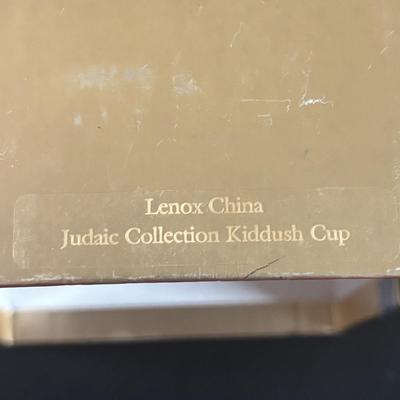 Lenox China
Judaic Collection Kiddush Cup